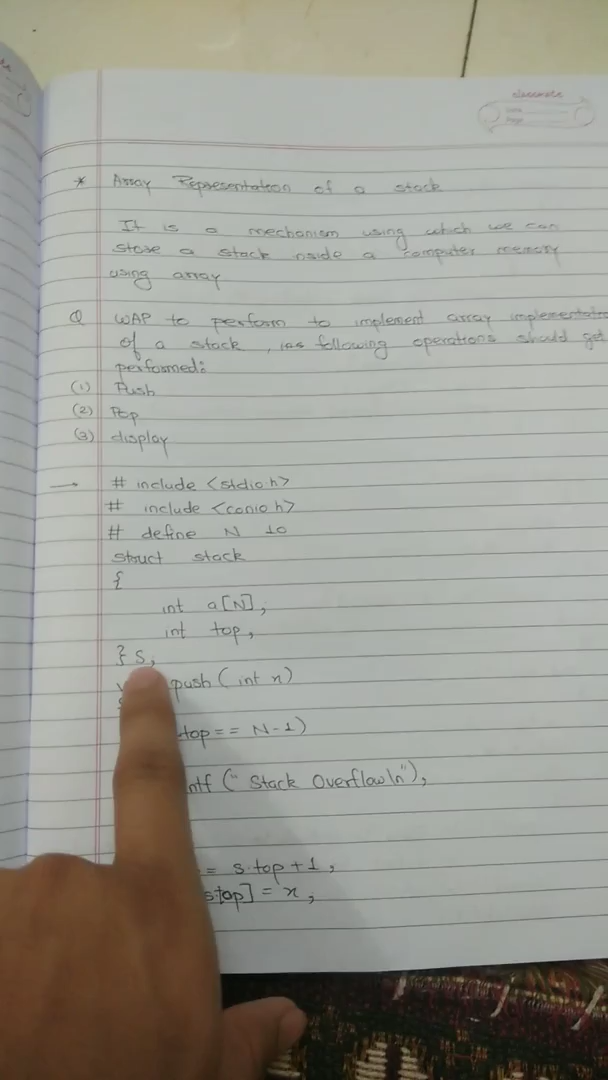 classmate
Date
Page
* Array Representation of a stack
It is a mechanism using which we can
store a stack inside a computer memory
using array
Q WAP to perform to implement array
of a stack, following operations should get
performed:
(1) Push
(2) Pop
(3) display
→ # include <stdio.h>
# include <conio.h>
# define N 10
struct stack
{
int a[N];
int top;
} s;
push (int x)
top == N-1)
ntf ("Stack Overflow\n");
= s.top + 1;
s.top] = x;